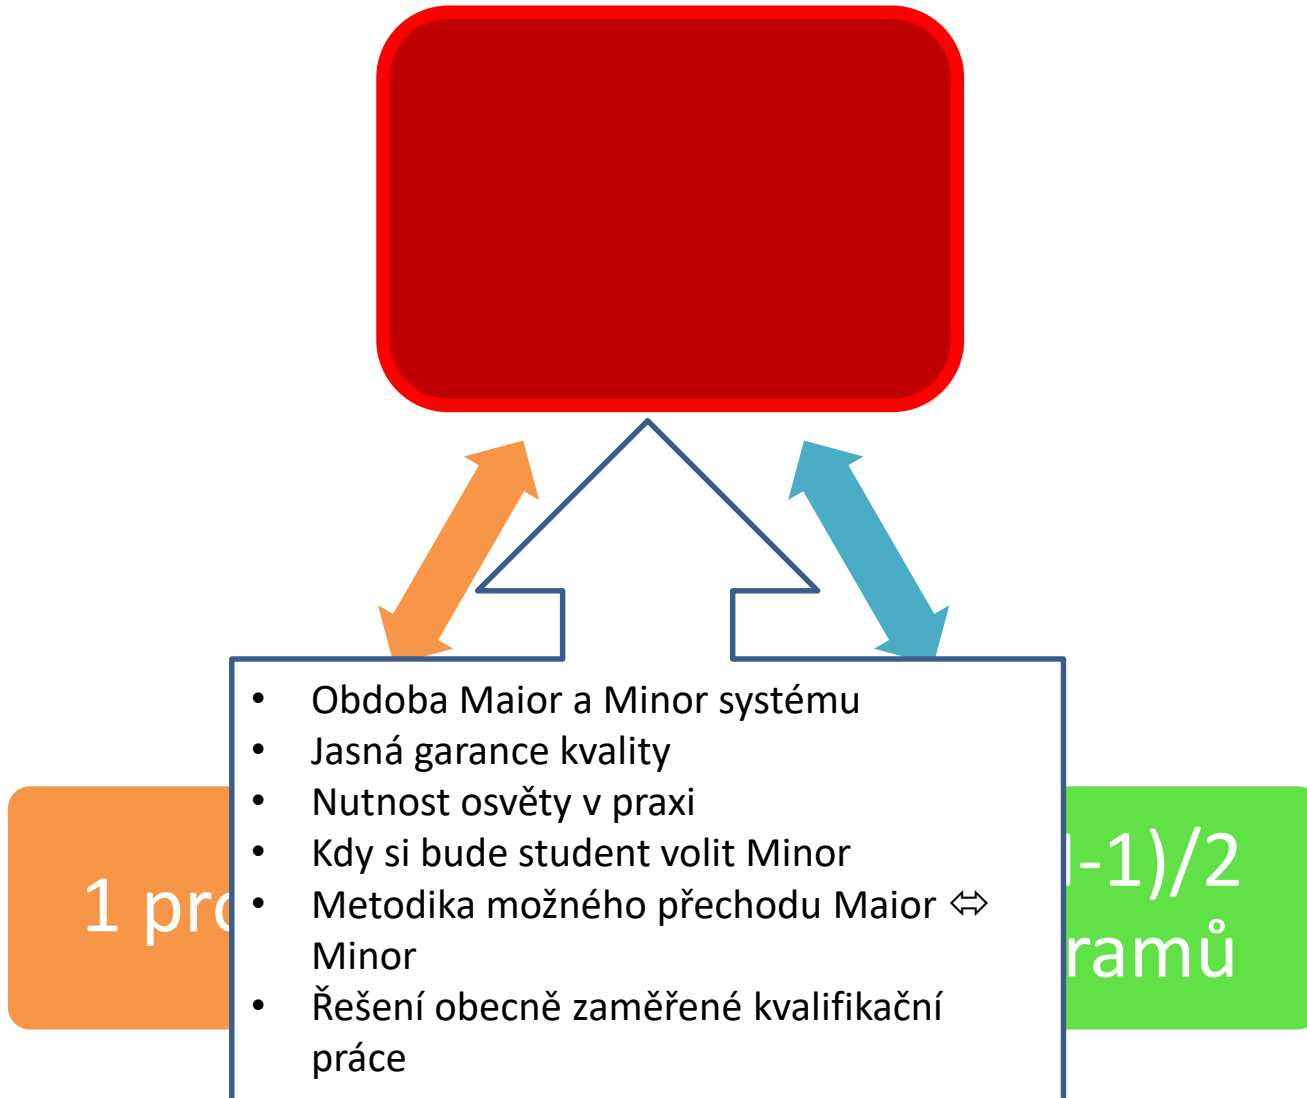 • Obdoba Maior a Minor systému
• Jasná garance kvality
• Nutnost osvěty v praxi
• Kdy si bude student volit Minor
• Metodika možného přechodu Maior ⬄
Minor
• Řešení obecně zaměřené kvalifikační
práce
1 pro
-1)/2
ramů